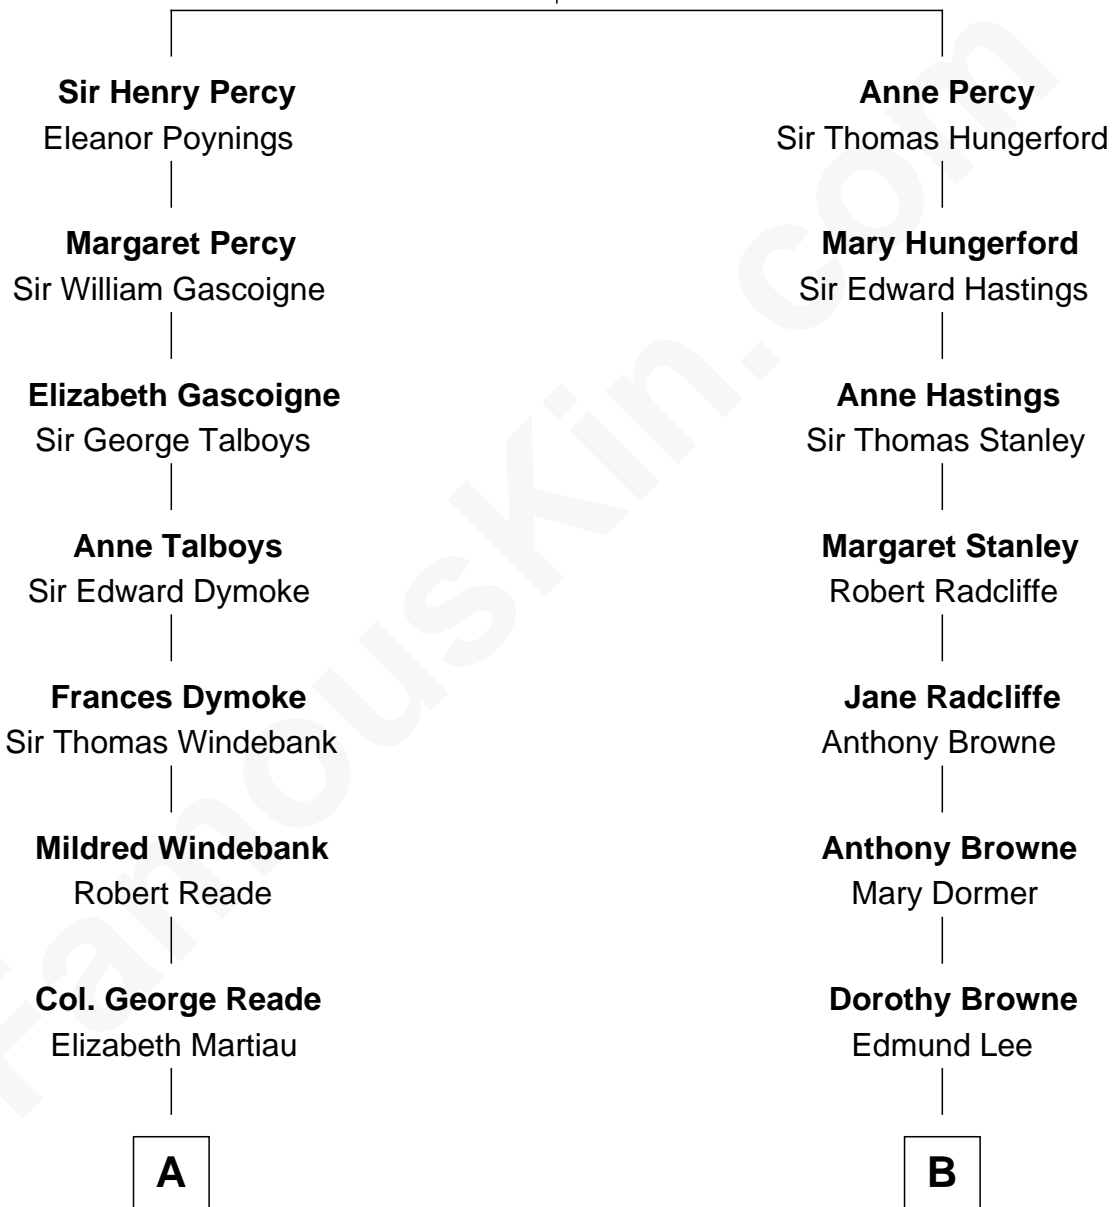 Sir Henry Percy
Eleanor Poynings
Margaret Percy
Sir William Gascoigne
Elizabeth Gascoigne
Sir George Talboys
Anne Talboys
Sir Edward Dymoke
Frances Dymoke
Sir Thomas Windebank
Mildred Windebank
Robert Reade
Col. George Reade
Elizabeth Martiau
A
Anne Percy
Sir Thomas Hungerford
Mary Hungerford
Sir Edward Hastings
Anne Hastings
Sir Thomas Stanley
Margaret Stanley
Robert Radcliffe
Jane Radcliffe
Anthony Browne
Anthony Browne
Mary Dormer
Dorothy Browne
Edmund Lee
B
FamousKin.com